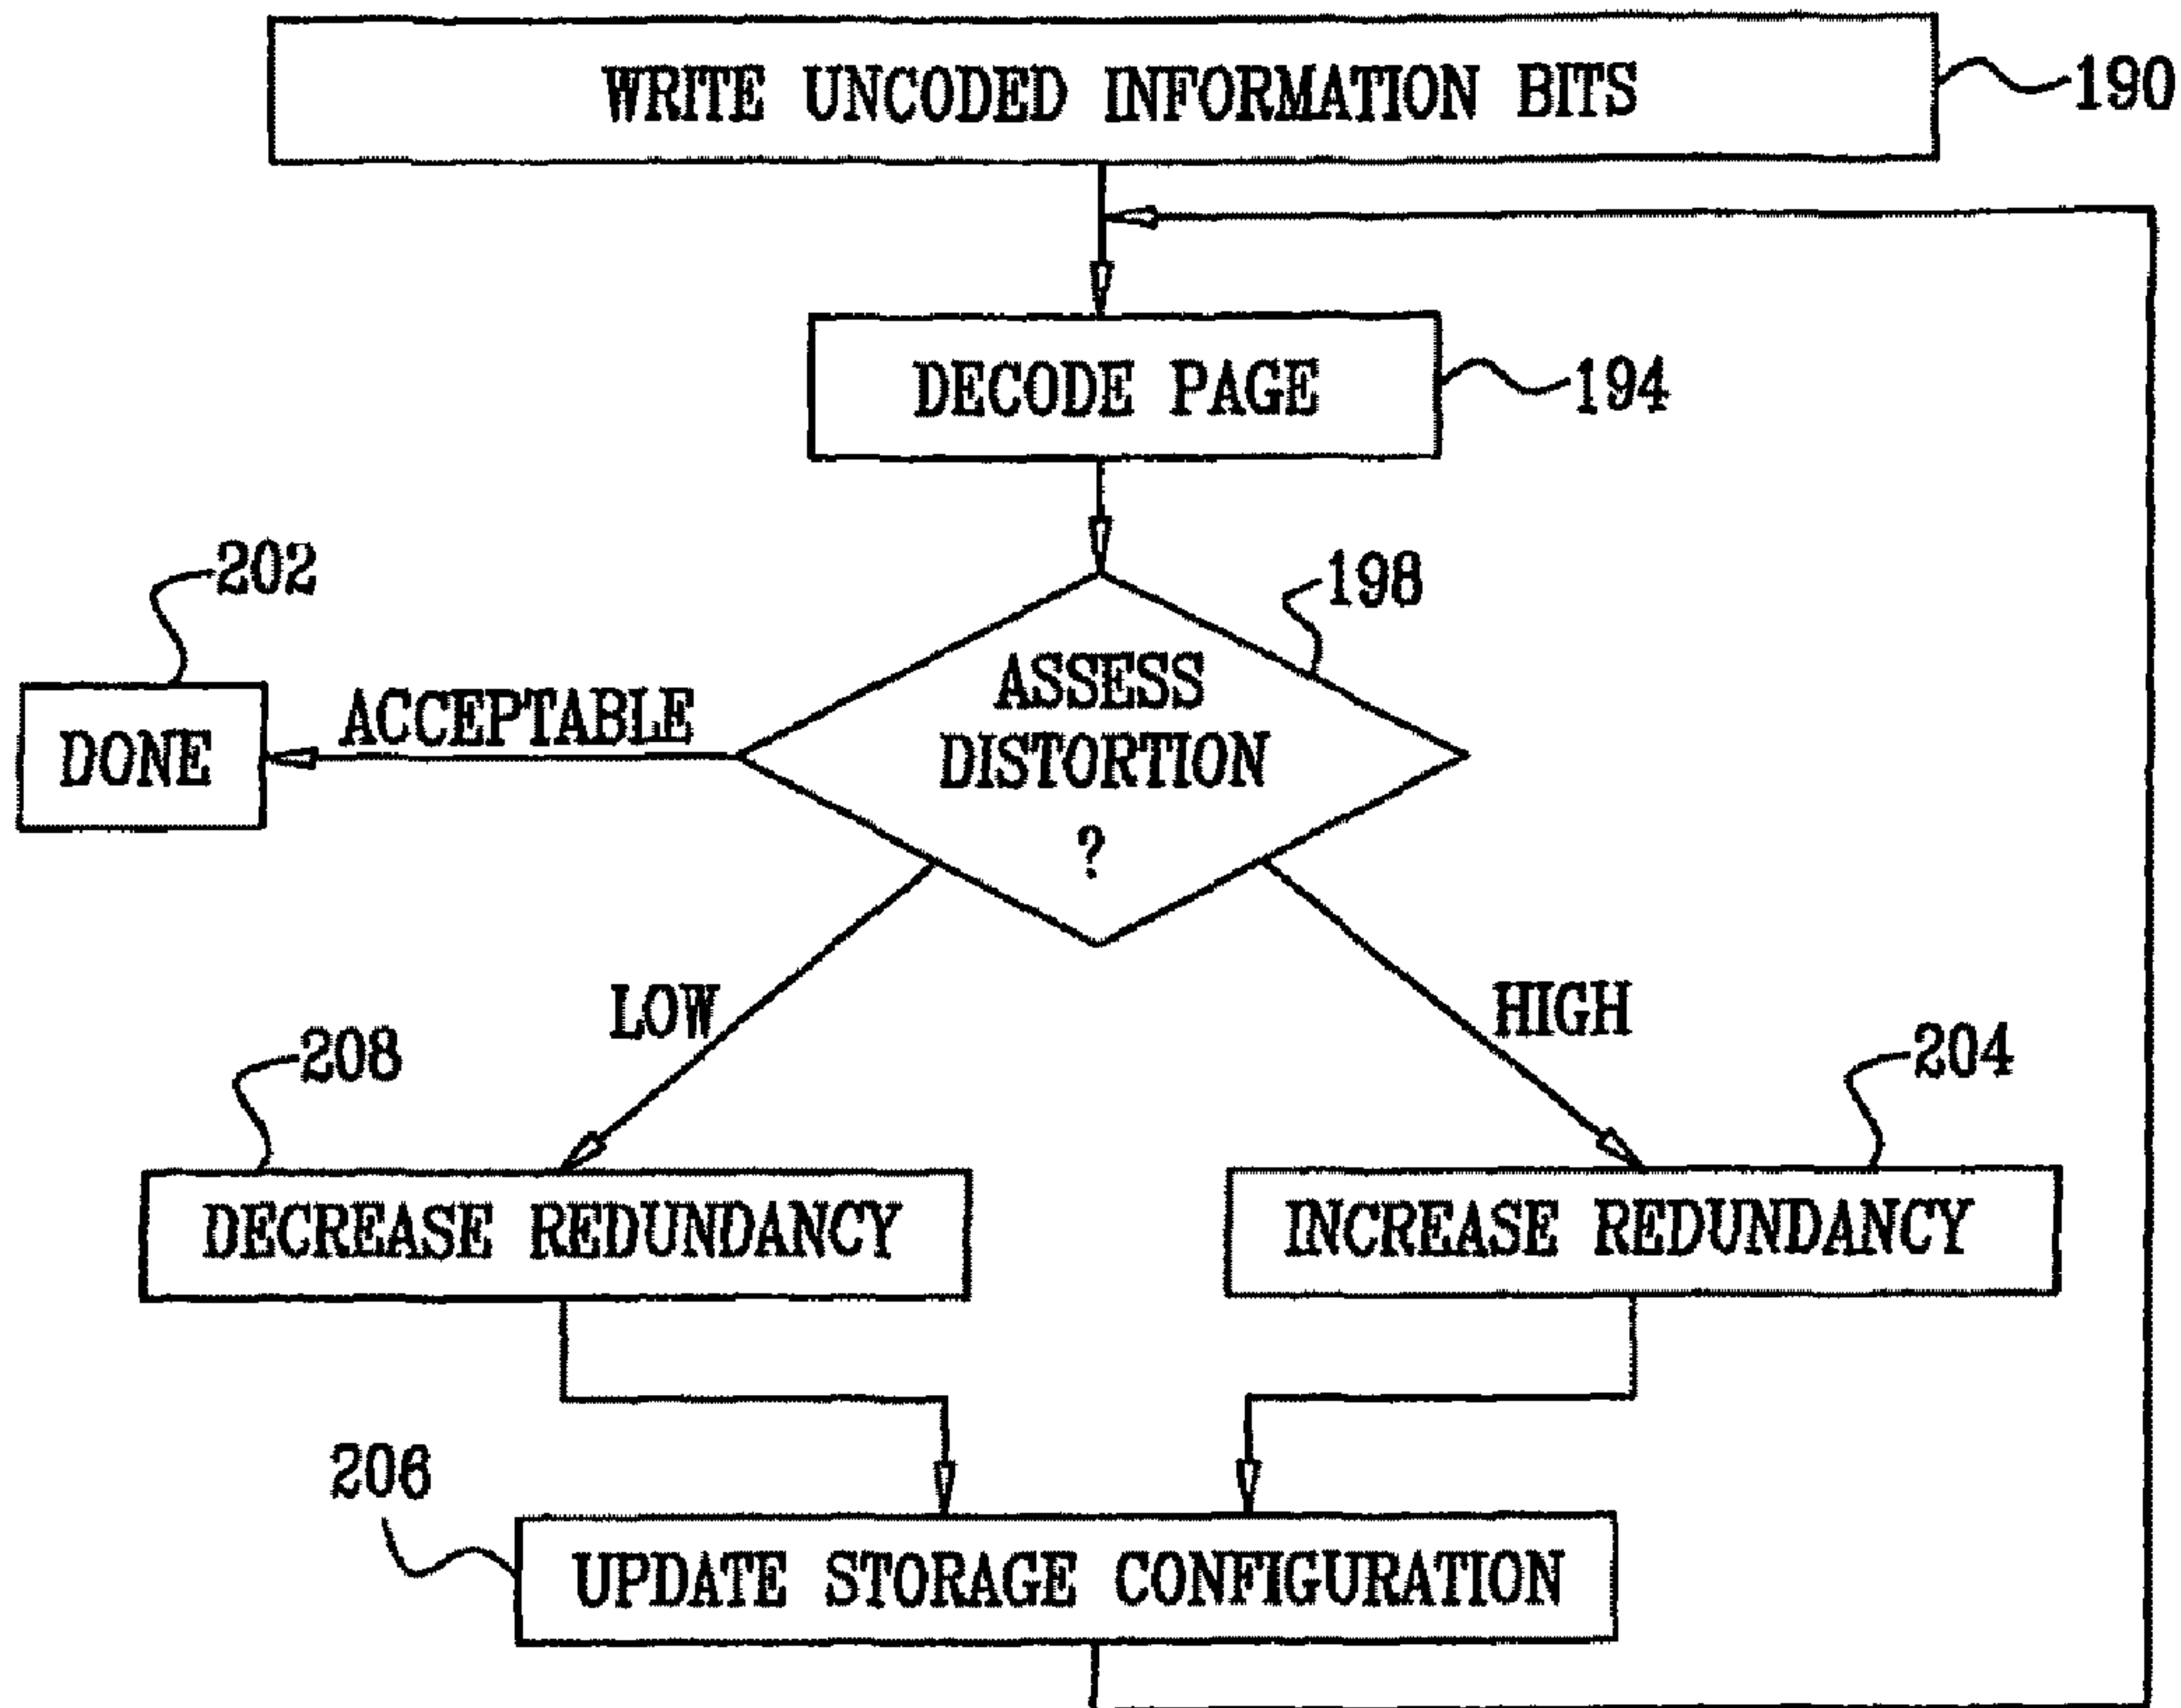 WRITE UNCODED INFORMATION BITS
190
DECODE PAGE
194
202
198
ASSESS
DISTORTION
?
ACCEPTABLE
DONE
LOW
HIGH
208
204
DECREASE REDUNDANCY
INCREASE REDUNDANCY
206
UPDATE STORAGE CONFIGURATION